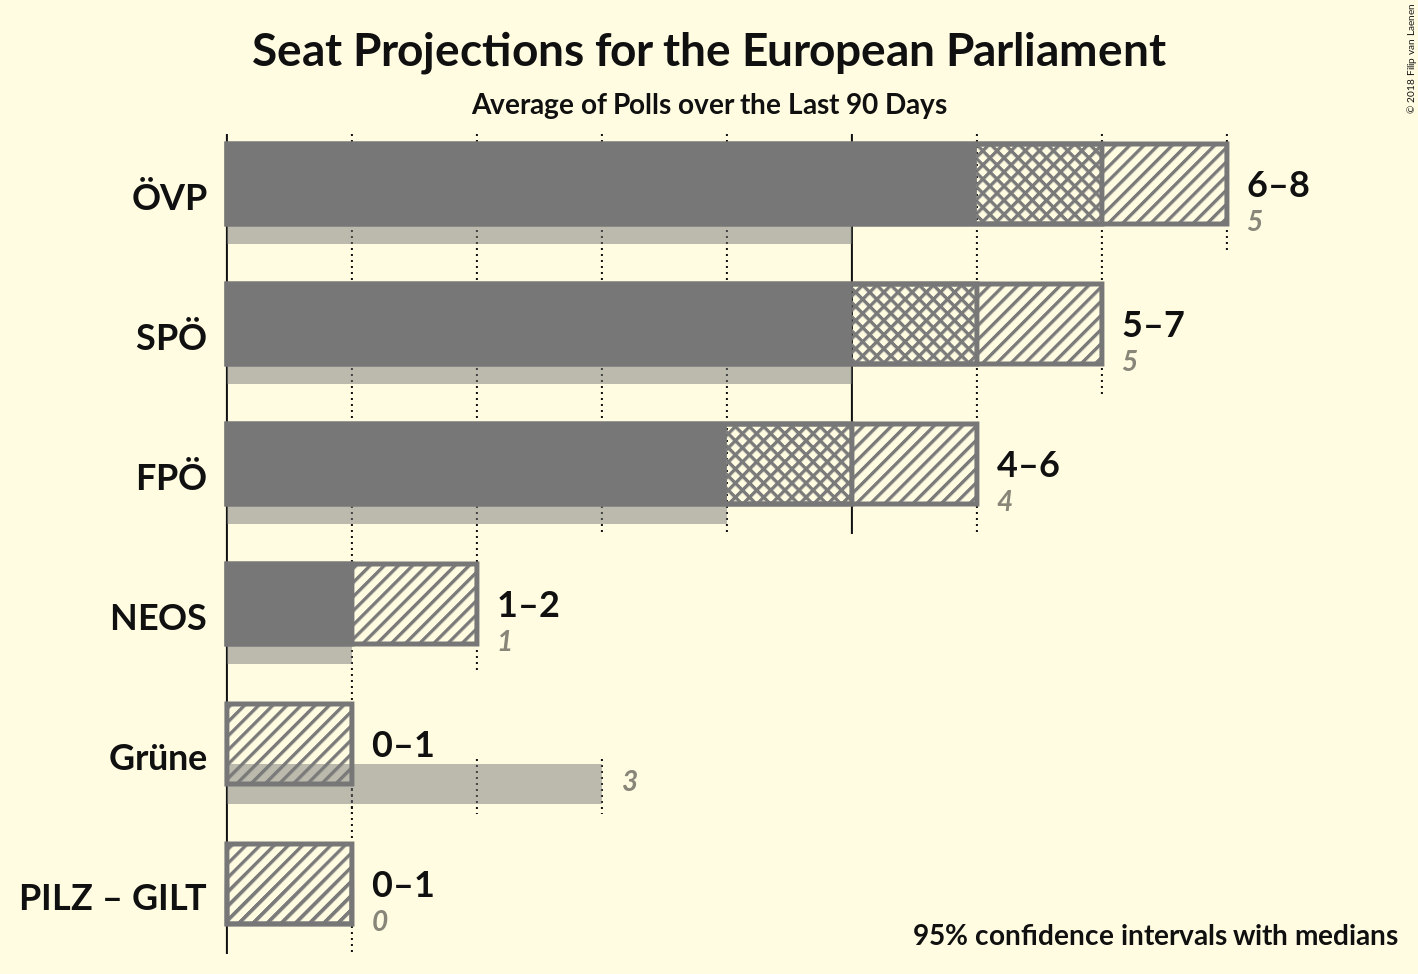 Seat Projections for the European Parliament
Average of Polls over the Last 90 Days
© 2018 Filip van Laenen
ÖVP
6–8
5
SPÖ
5–7
5
FPÖ
4–6
4
NEOS
1–2
1
Grüne
0–1
3
PILZ – GILT
0–1
0
95% confidence intervals with medians